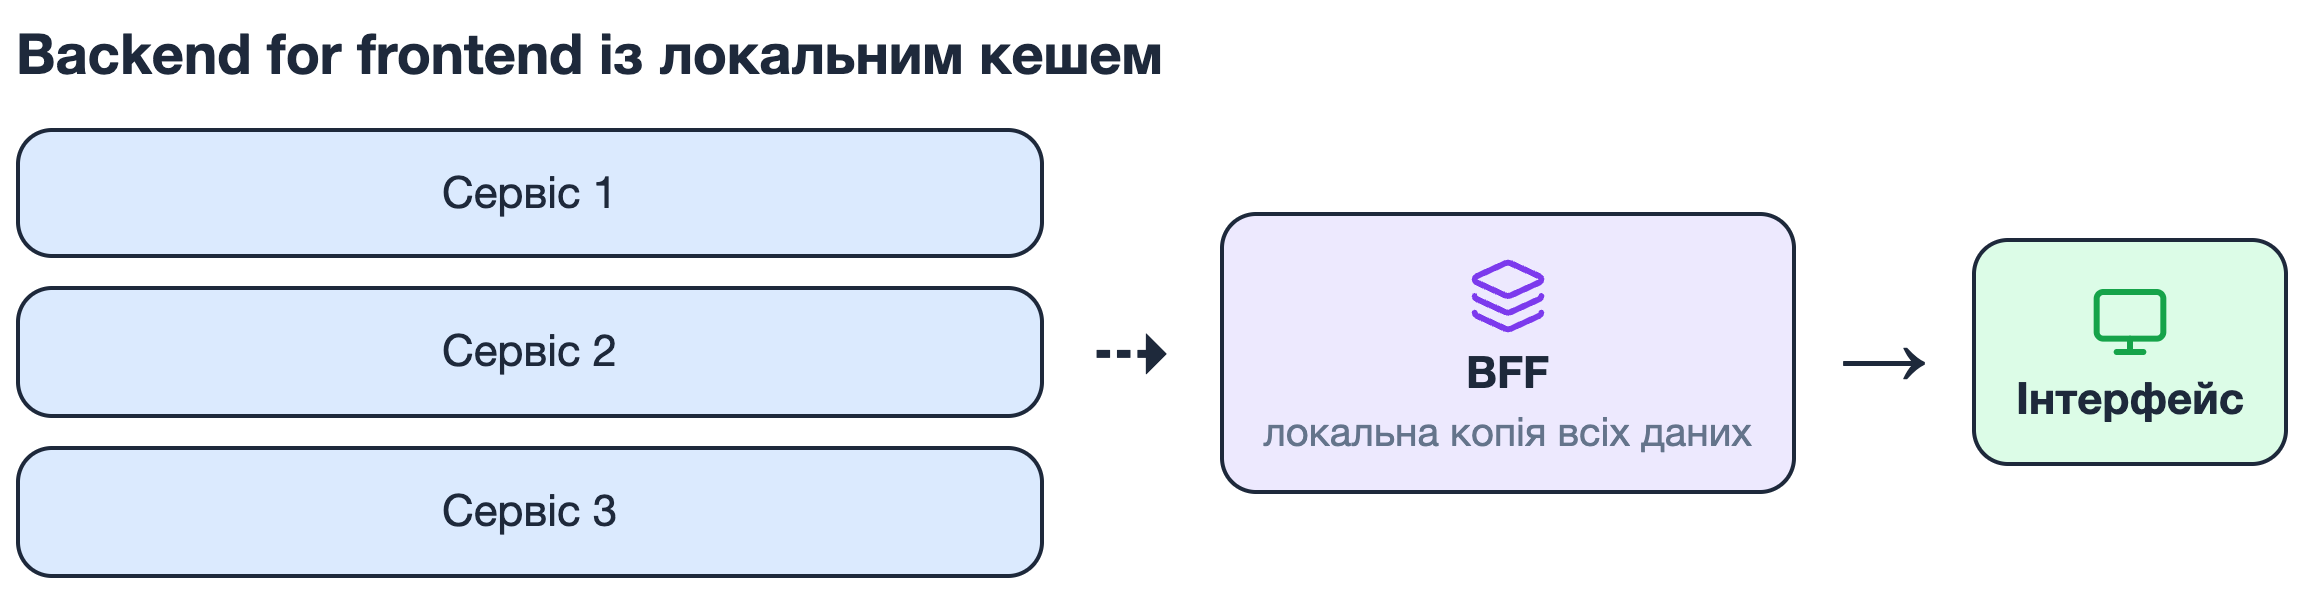 Backend for frontend із локальним кешем
Сервіс 1
Сервіс 2
Сервіс 3
BFF
локальна копія всіх даних
Інтерфейс